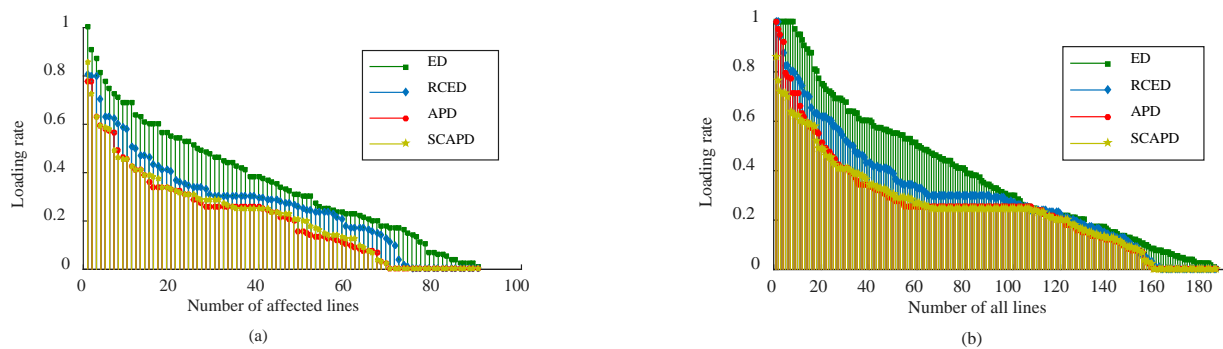 1
0.8
0.6
0.4
0.2
0
Loading rate
ED
RCED
APD
SCAPD
0 20 40 60 80 100
Number of affected lines
(a)
1
0.8
0.6
0.4
0.2
0
Loading rate
ED
RCED
APD
SCAPD
0 20 40 60 80 100 120 140 160 180
Number of all lines
(b)